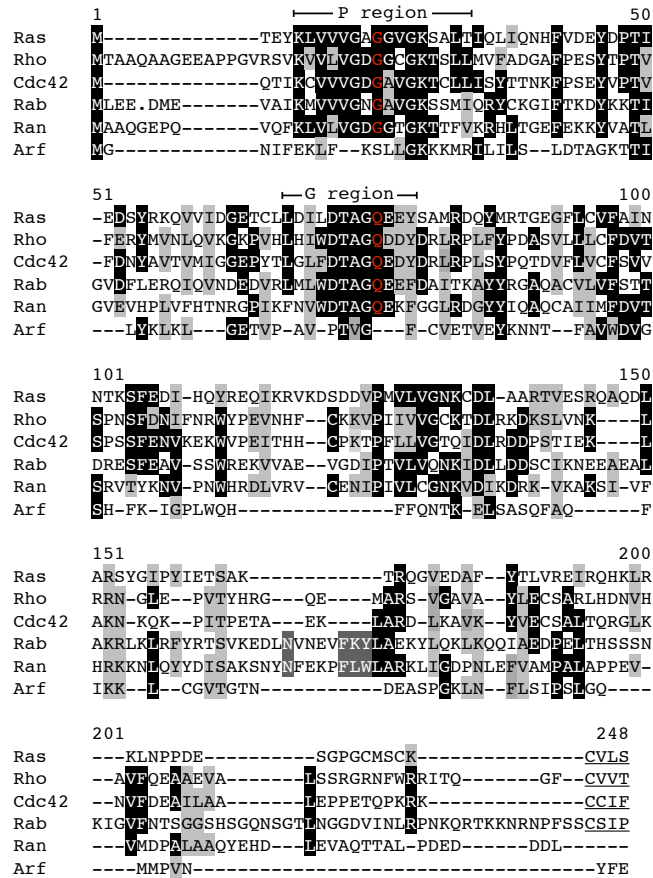 1 P region 50
Ras M--------------TEYKLVVVGAGGVGKSALTIQLIQNHFVDEYDPTI
Rho MTAAQAAGEEAPPGVRSVKVVLVGDGGCGKTSLLMVFADGAFPESYTPTV
Cdc42 M--------------QTIKCVVVGDGAVGKTCLLISYTTNKFPSEYVPTV
Rab MLEE.DME-------VAIKMVVVGNGAVGKSSMIQRYCKGIFTKDYKKTI
Ran MAAQGEPQ-------VQFKLVLVGDGGTGKTTFVKRHLTGEFEKKYVATL
Arf MG-------------NIFEKLF-KSLLGKKKMRILILS---LDTAGKTTI
51 G region 100
Ras -EDSYRKQVVIDGETCLLDILDTAGQEEYSAMRDQYMRTGEGFLCVFAIN
Rho -FERYMVNLQVKGKPVHLHIWDTAGQDDYDRLRPLFYPDASVLLLCFDVT
Cdc42 -FDNYAVTVMIGGEPYTLGLFDTAGQEDYDRLRPLSYPQTDVFLVCFSVV
Rab GVDFLERQIQVNDEDVRLMLWDTAGQEEFDAITKAYYRGAQACVLVFSTT
Ran GVEVHPLVFHTNRGPIKFNVWDTAGQEKFGGLRDGYYIQAQCAIIMFDVT
Arf ---LYKLKL---GETVP-AV-PTVG---F-CVETVEYKNNT--FAVWDVG
101 150
Ras NTKSFEDI-HQYREQIKRVKDSDDVPMVLVGNKCDL-AARTVESRQAQDL
Rho SPNSFDNIFNRWYPEVNHF--CKKVPIIVVGCKTDLRKDKSLVNK----L
Cdc42 SPSSFENVKEKWVPEITHH--CPKTPFLLVGTQIDLRDDPSTIEK----L
Rab DRESFEAV-SSWREKVVAE--VGDIPTVLVQNKIDLLDDSCIKNEEAEAL
Ran SRVTYKNV-PNWHRDLVRV--CENIPIVLCGNKVDIKDRK-VKAKSI-VF
Arf SH-FK-IGPLWQH--------------FFQNTK-ELSASQFAQ------F
151 200
Ras ARSYGIPYIETSAK------------TRQGVEDAF--YTLVREIRQHKLR
Rho RRN-GLE-PVTYHRG----QE----MARS-VGAVA--YLECSARLHDNVH
Cdc42 AKN-KQK-PITPETA----EK----LARD-LKAVK--YVECSALTQRGLK
Rab AKRLKLRFYRTSVKEDLNVNEVFKYLAEKYLQKLKQQIAEDPELTHSSSN
Ran HRKKNLQYYDISAKSNYNFEKPFLWLARKLIGDPNLEFVAMPALAPPEV-
Arf IKK--L--CGVTGTN-----------DEASPGKLN--FLSIPSLGQ----
201 248
Ras ---KLNPPDE----------SGPGCMSCK---------------CVLS
Rho --AVFQEAAEVA-------LSSRGRNFWRRITQ-------GF--CVVT
Cdc42 --NVFDEAILAA-------LEPPETQPKRK--------------CCIF
Rab KIGVFNTSGGSHSGQNSGTLNGGDVINLRPNKQRTKKNRNPFSSCSIP
Ran ---VMDPALAAQYEHD---LEVAQTTAL-PDED------DDL------
Arf ----MMPVN------------------------------------YFE